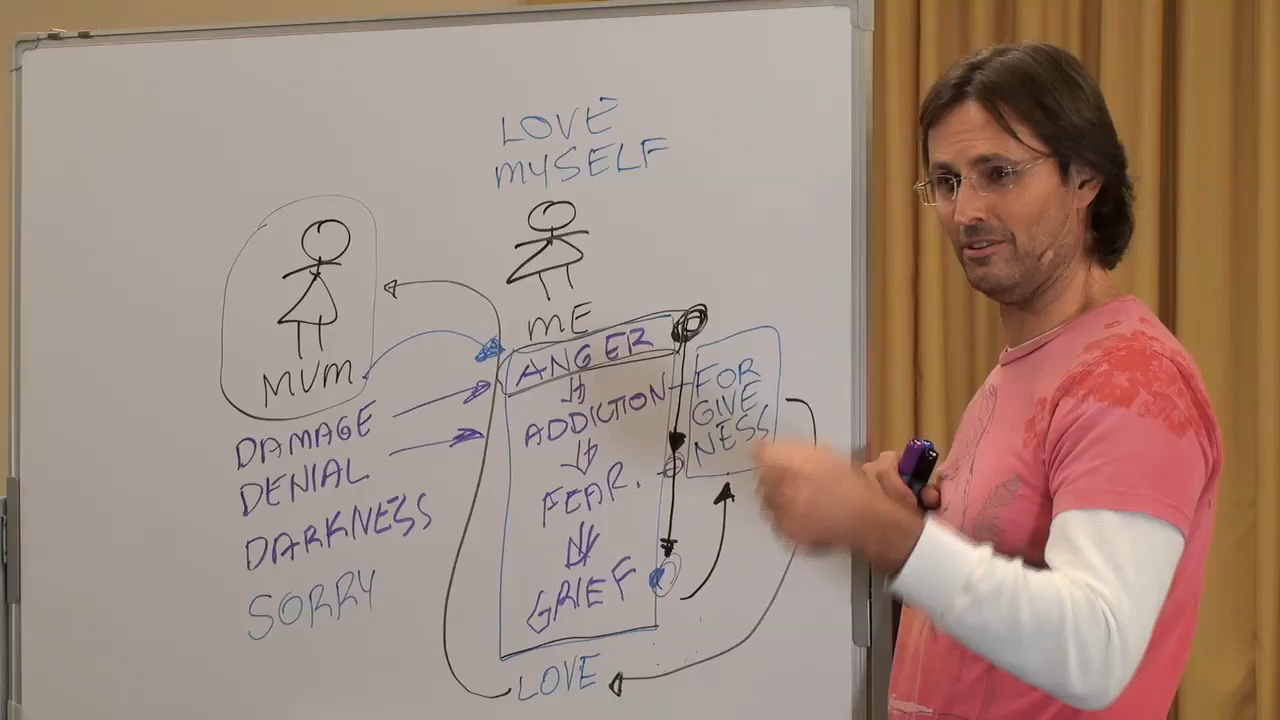 LOVE
MYSELF
ME
MUM
DAMAGE
DENIAL
DARKNESS
SORRY
ANGER
ADDICTION
FEAR.
GRIEF
FOR
GIVE
NESS
LOVE